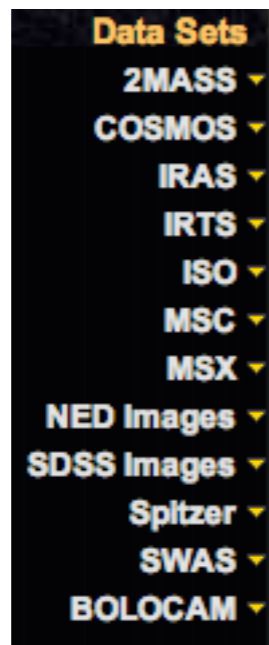 Data Sets
2MASS
COSMOS
IRAS
IRTS
ISO
MSC
MSX
NED Images
SDSS Images
Spitzer
SWAS
BOLOCAM